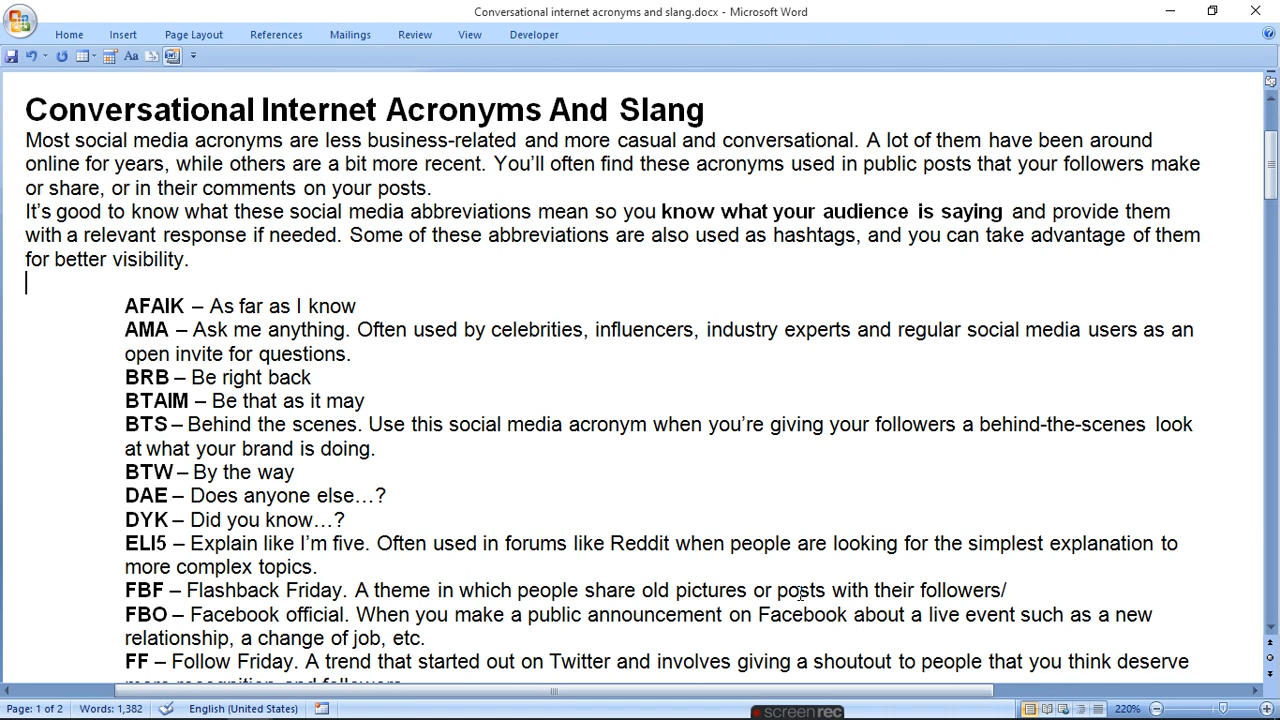 Conversational internet acronyms and slang.docx - Microsoft Word
Home Insert Page Layout References Mailings Review View Developer
Aa
Conversational Internet Acronyms And Slang
Most social media acronyms are less business-related and more casual and conversational. A lot of them have been around
online for years, while others are a bit more recent. You’ll often find these acronyms used in public posts that your followers make
or share, or in their comments on your posts.
It’s good to know what these social media abbreviations mean so you know what your audience is saying and provide them
with a relevant response if needed. Some of these abbreviations are also used as hashtags, and you can take advantage of them
for better visibility.
AFAIK – As far as I know
AMA – Ask me anything. Often used by celebrities, influencers, industry experts and regular social media users as an
open invite for questions.
BRB – Be right back
BTAIM – Be that as it may
BTS – Behind the scenes. Use this social media acronym when you’re giving your followers a behind-the-scenes look
at what your brand is doing.
BTW – By the way
DAE – Does anyone else…?
DYK – Did you know…?
ELI5 – Explain like I’m five. Often used in forums like Reddit when people are looking for the simplest explanation to
more complex topics.
FBF – Flashback Friday. A theme in which people share old pictures or posts with their followers/
FBO – Facebook official. When you make a public announcement on Facebook about a live event such as a new
relationship, a change of job, etc.
FF – Follow Friday. A trend that started out on Twitter and involves giving a shoutout to people that you think deserve
more recognition and followers.
Page: 1 of 2 Words: 1,382 English (United States) 220%
screenrec